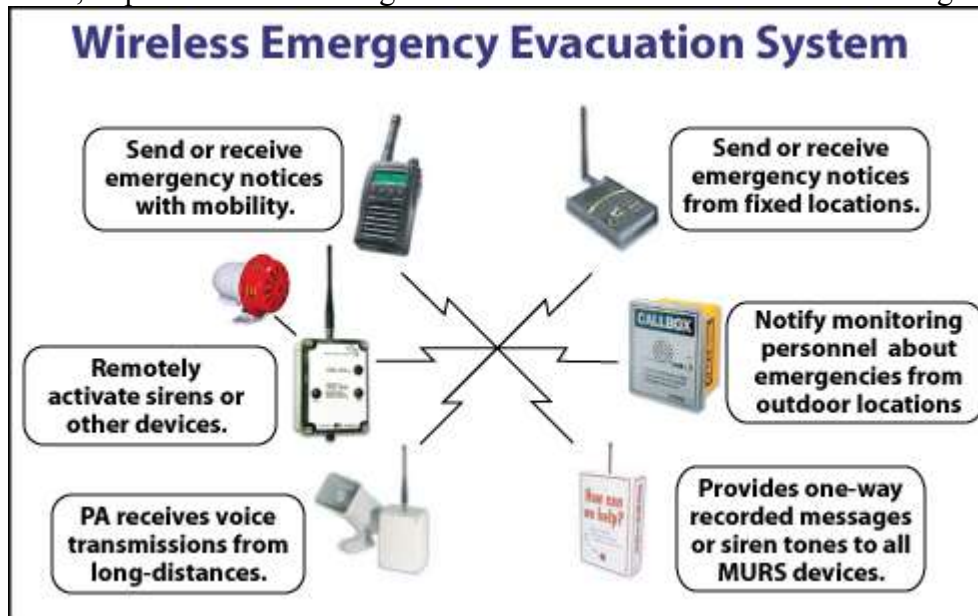 Wireless Emergency Evacuation System
Send or receive
emergency notices
with mobility.
Send or receive
emergency notices
from fixed locations.
Remotely
activate sirens or
other devices.
CALLBOX
Notify monitoring
personnel about
emergencies from
outdoor locations
PA receives voice
transmissions from
long-distances.
How can
we help?
Provides one-way
recorded messages
or siren tones to all
MURS devices.